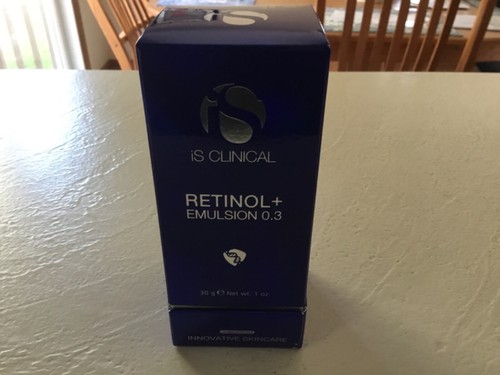 iS
iS CLINICAL
RETINOL+
EMULSION 0.3
30 g ℮ Net wt. 1 oz.
INNOVATIVE SKINCARE